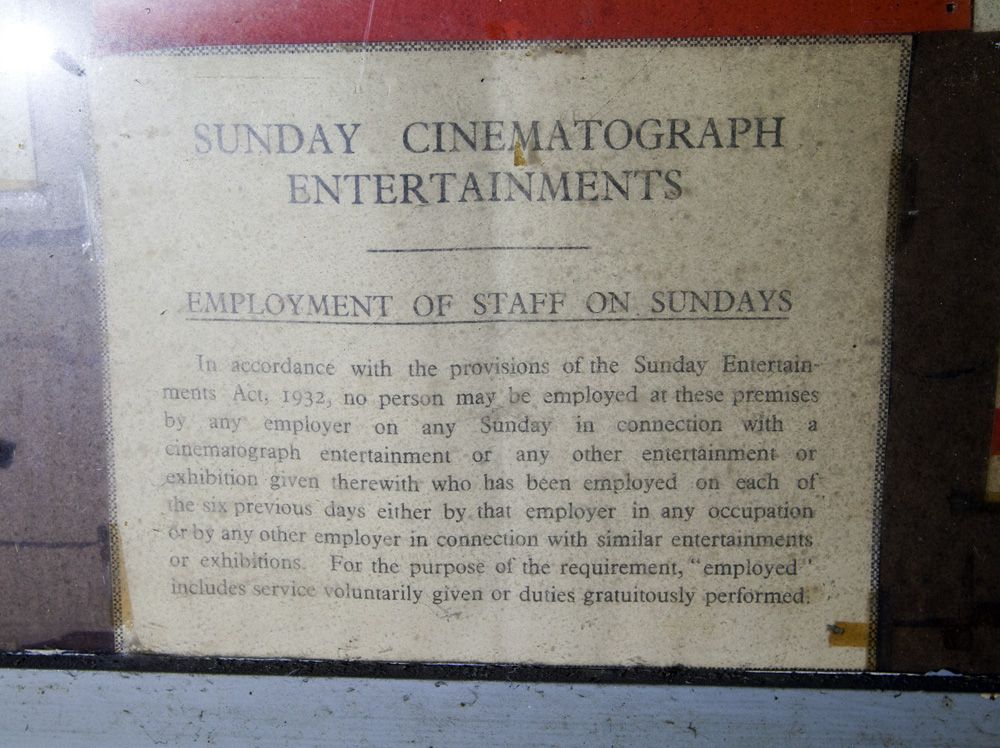 SUNDAY CINEMATOGRAPH
ENTERTAINMENTS
EMPLOYMENT OF STAFF ON SUNDAYS
In accordance with the provisions of the Sunday Entertain-
ments Act, 1932, no person may be employed at these premises
by any employer on any Sunday in connection with a
cinematograph entertainment or any other entertainment or
exhibition given therewith who has been employed on each of
the six previous days either by that employer in any occupation
or by any other employer in connection with similar entertainments
or exhibitions. For the purpose of the requirement, "employed"
includes service voluntarily given or duties gratuitously performed.